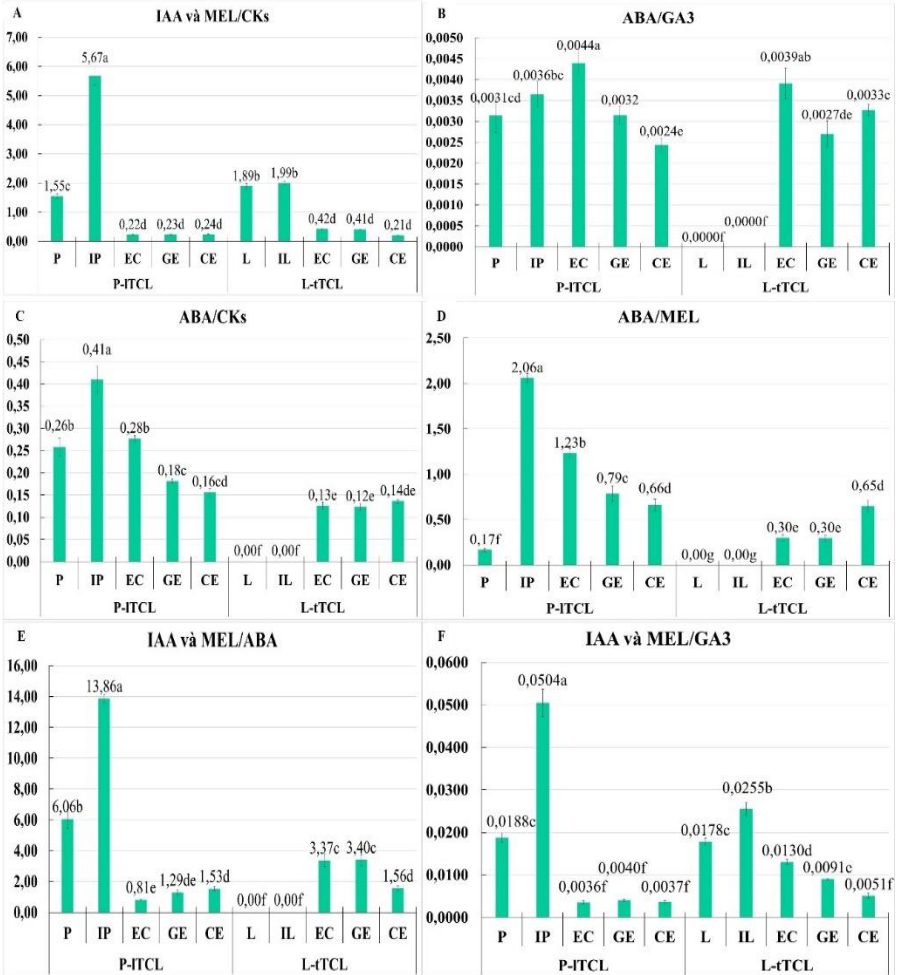 A
IAA và MEL/CKs
7,00
6,00
5,00
4,00
3,00
2,00
1,00
0,00
1,55c
5,67a
0,22d
0,23d
0,24d
1,89b
1,99b
0,42d
0,41d
0,21d
P IP EC GE CE L IL EC GE CE
P-lTCL L-tTCL
B
ABA/GA3
0,0050
0,0045
0,0040
0,0035
0,0030
0,0025
0,0020
0,0015
0,0010
0,0005
0,0000
0,0031cd
0,0036bc
0,0044a
0,0032
0,0024e
0,0000f
0,0000f
0,0039ab
0,0027de
0,0033c
P IP EC GE CE L IL EC GE CE
P-lTCL L-tTCL
C
ABA/CKs
0,50
0,45
0,40
0,35
0,30
0,25
0,20
0,15
0,10
0,05
0,00
0,26b
0,41a
0,28b
0,18c
0,16cd
0,00f
0,00f
0,13e
0,12e
0,14de
P IP EC GE CE L IL EC GE CE
P-lTCL L-tTCL
D
ABA/MEL
2,50
2,00
1,50
1,00
0,50
0,00
0,17f
2,06a
1,23b
0,79c
0,66d
0,00g
0,00g
0,30e
0,30e
0,65d
P IP EC GE CE L IL EC GE CE
P-lTCL L-tTCL
E
IAA và MEL/ABA
16,00
14,00
12,00
10,00
8,00
6,00
4,00
2,00
0,00
6,06b
13,86a
0,81e
1,29de
1,53d
0,00f
0,00f
3,37c
3,40c
1,56d
P IP EC GE CE L IL EC GE CE
P-lTCL L-tTCL
F
IAA và MEL/GA3
0,0600
0,0500
0,0400
0,0300
0,0200
0,0100
0,0000
0,0188c
0,0504a
0,0036f
0,0040f
0,0037f
0,0178c
0,0255b
0,0130d
0,0091c
0,0051f
P IP EC GE CE L IL EC GE CE
P-lTCL L-tTCL